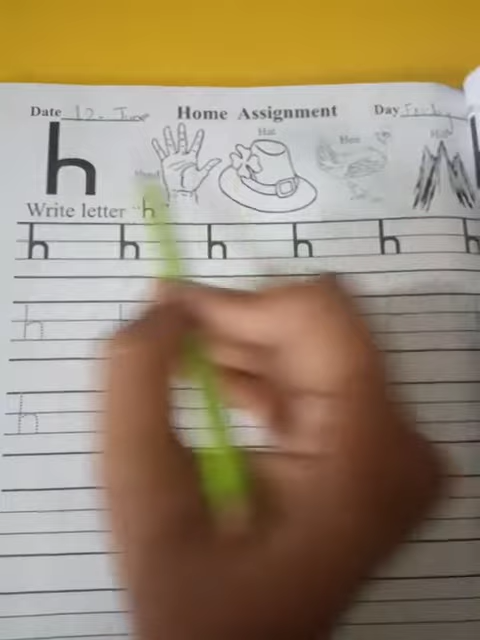 Date 12. June Home Assignment Day Friday
h Hand Hat Hen Hill
Write letter "h"
h h h h h h
h h
h